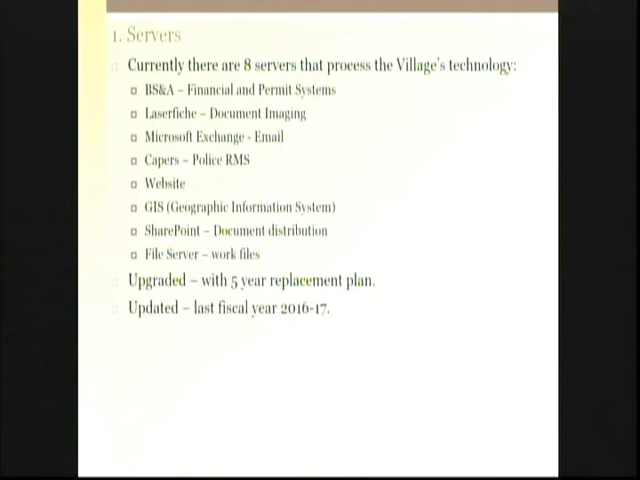 1. Servers
Currently there are 8 servers that process the Village's technology:
BS&A – Financial and Permit Systems
Laserfiche – Document Imaging
Microsoft Exchange - Email
Capers – Police RMS
Website
GIS (Geographic Information System)
SharePoint – Document distribution
File Server – work files
Upgraded – with 5 year replacement plan.
Updated – last fiscal year 2016-17.